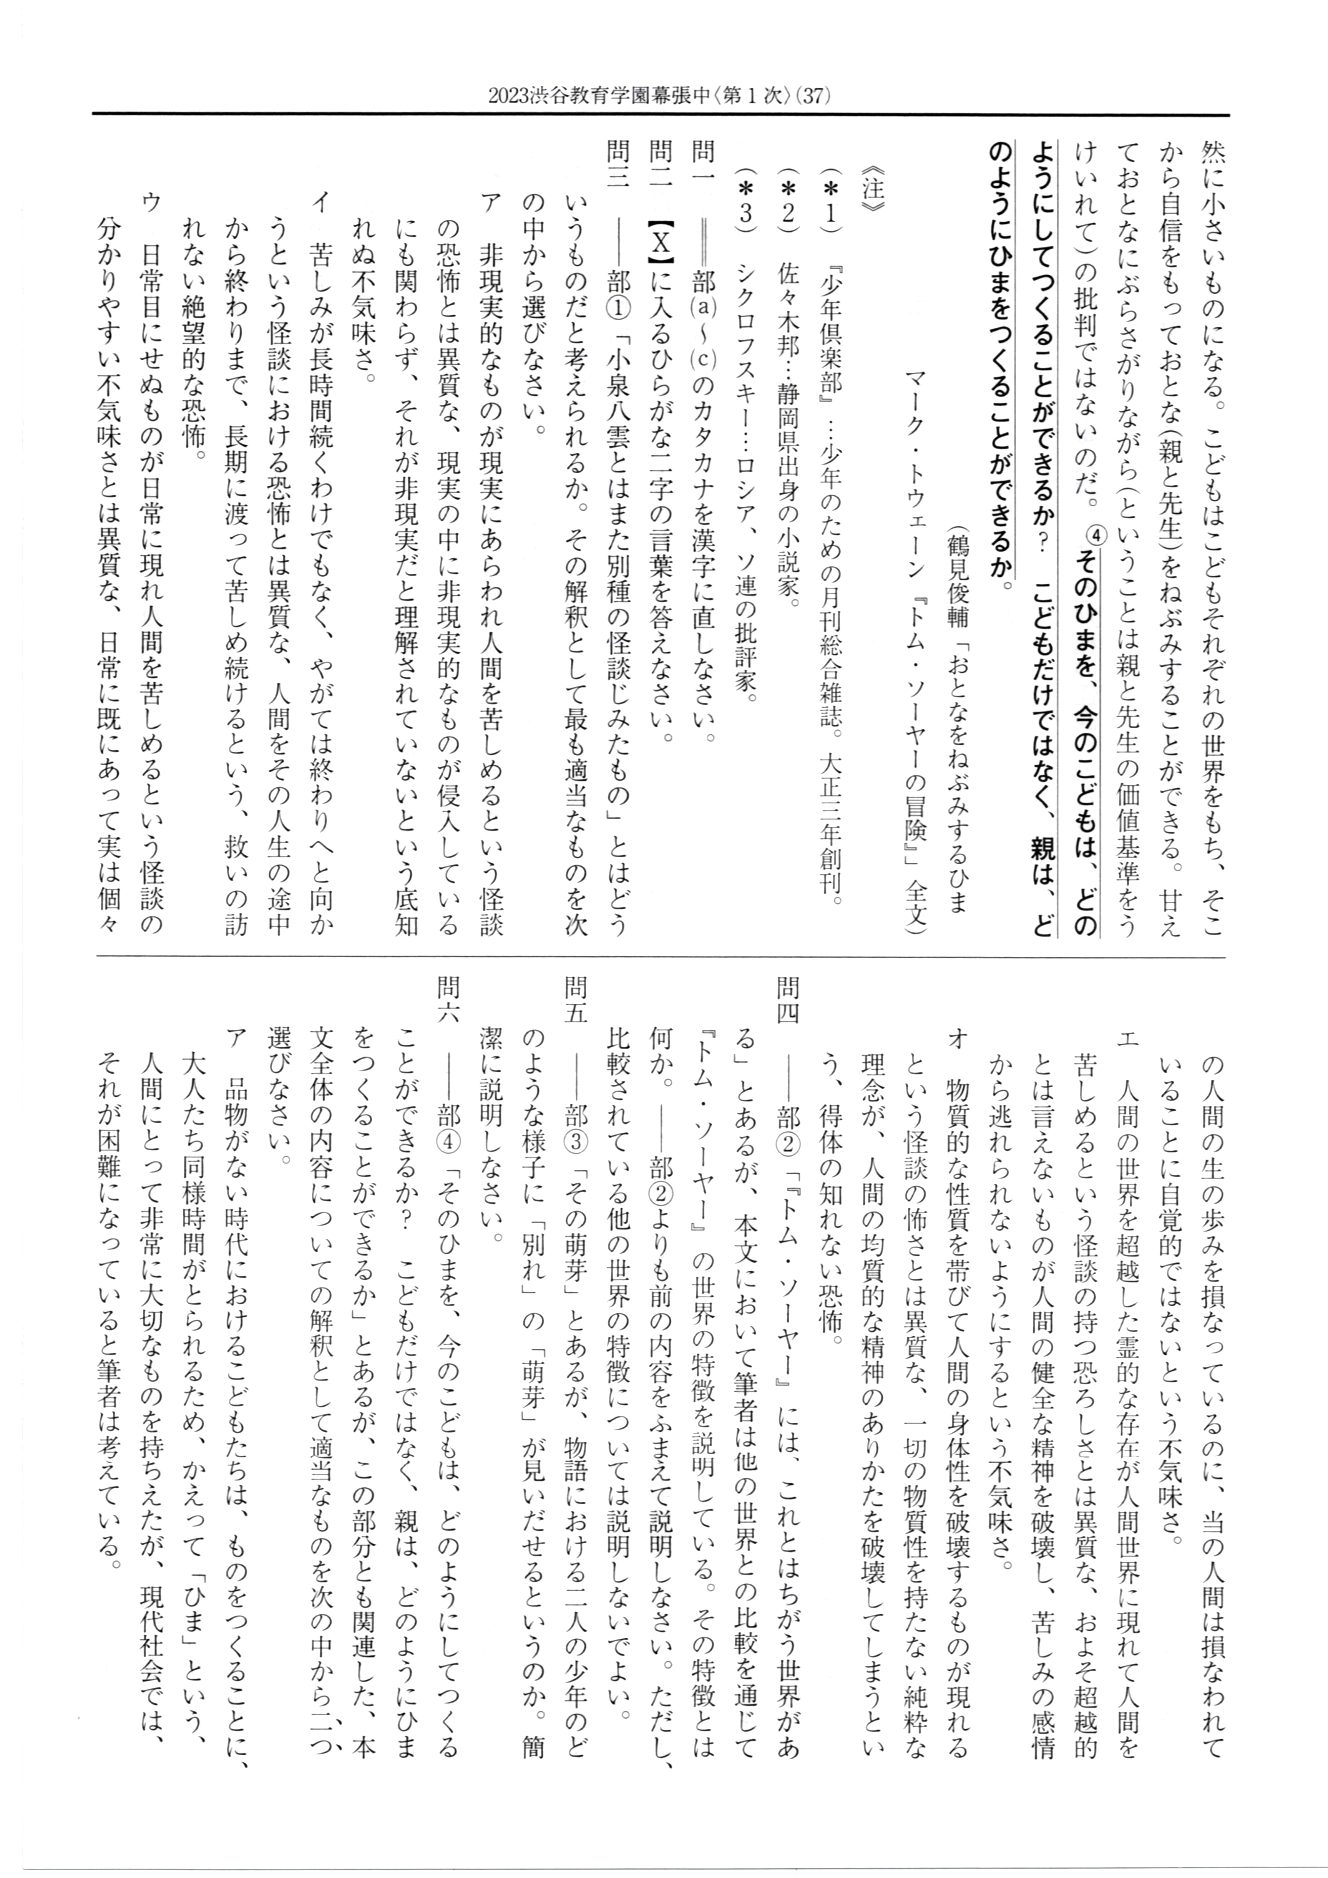 2023渋谷教育学園幕張中〈第1次〉(37)
然に小さいものになる。こどもはこどもそれぞれの世界をもち、そこ
から自信をもっておとな(親と先生)をねぶみすることができる。甘え
ておとなにぶらさがりながら(ということは親と先生の価値基準をう
けいれて)の批判ではないのだ。④そのひまを、今のこどもは、どの
ようにしてつくることができるか? こどもだけではなく、親は、ど
のようにひまをつくることができるか。
(鶴見俊輔「おとなをねぶみするひま
マーク・トウェーン『トム・ソーヤーの冒険』」全文)
《注》
(*1) 『少年倶楽部』…少年のための月刊総合雑誌。大正三年創刊。
(*2) 佐々木邦…静岡県出身の小説家。
(*3) シクロフスキー…ロシア、ソ連の批評家。
問一 ══部(a)〜(c)のカタカナを漢字に直しなさい。
問二 【X】に入るひらがな二字の言葉を答えなさい。
問三 ――部①「小泉八雲とはまた別種の怪談じみたもの」とはどう
いうものだと考えられるか。その解釈として最も適当なものを次
の中から選びなさい。
ア 非現実的なものが現実にあらわれ人間を苦しめるという怪談
の恐怖とは異質な、現実の中に非現実的なものが侵入している
にも関わらず、それが非現実だと理解されていないという底知
れぬ不気味さ。
イ 苦しみが長時間続くわけでもなく、やがては終わりへと向か
うという怪談における恐怖とは異質な、人間をその人生の途中
から終わりまで、長期に渡って苦しめ続けるという、救いの訪
れない絶望的な恐怖。
ウ 日常目にせぬものが日常に現れ人間を苦しめるという怪談の
分かりやすい不気味さとは異質な、日常に既にあって実は個々
の人間の生の歩みを損なっているのに、当の人間は損なわれて
いることに自覚的ではないという不気味さ。
エ 人間の世界を超越した霊的な存在が人間世界に現れて人間を
苦しめるという怪談の持つ恐ろしさとは異質な、およそ超越的
とは言えないものが人間の健全な精神を破壊し、苦しみの感情
から逃れられないようにするという不気味さ。
オ 物質的な性質を帯びて人間の身体性を破壊するものが現れる
という怪談の怖さとは異質な、一切の物質性を持たない純粋な
理念が、人間の均質的な精神のありかたを破壊してしまうとい
う、得体の知れない恐怖。
問四 ――部②「『トム・ソーヤー』には、これとはちがう世界があ
る」とあるが、本文において筆者は他の世界との比較を通じて
『トム・ソーヤー』の世界の特徴を説明している。その特徴とは
何か。――部②よりも前の内容をふまえて説明しなさい。ただし、
比較されている他の世界の特徴については説明しないでよい。
問五 ――部③「その萌芽」とあるが、物語における二人の少年のど
のような様子に「別れ」の「萌芽」が見いだせるというのか。簡
潔に説明しなさい。
問六 ――部④「そのひまを、今のこどもは、どのようにしてつくる
ことができるか? こどもだけではなく、親は、どのようにひま
をつくることができるか」とあるが、この部分とも関連した、本
文全体の内容についての解釈として適当なものを次の中から二つ
選びなさい。
ア 品物がない時代におけるこどもたちは、ものをつくることに、
大人たち同様時間がとられるため、かえって「ひま」という、
人間にとって非常に大切なものを持ちえたが、現代社会では、
それが困難になっていると筆者は考えている。